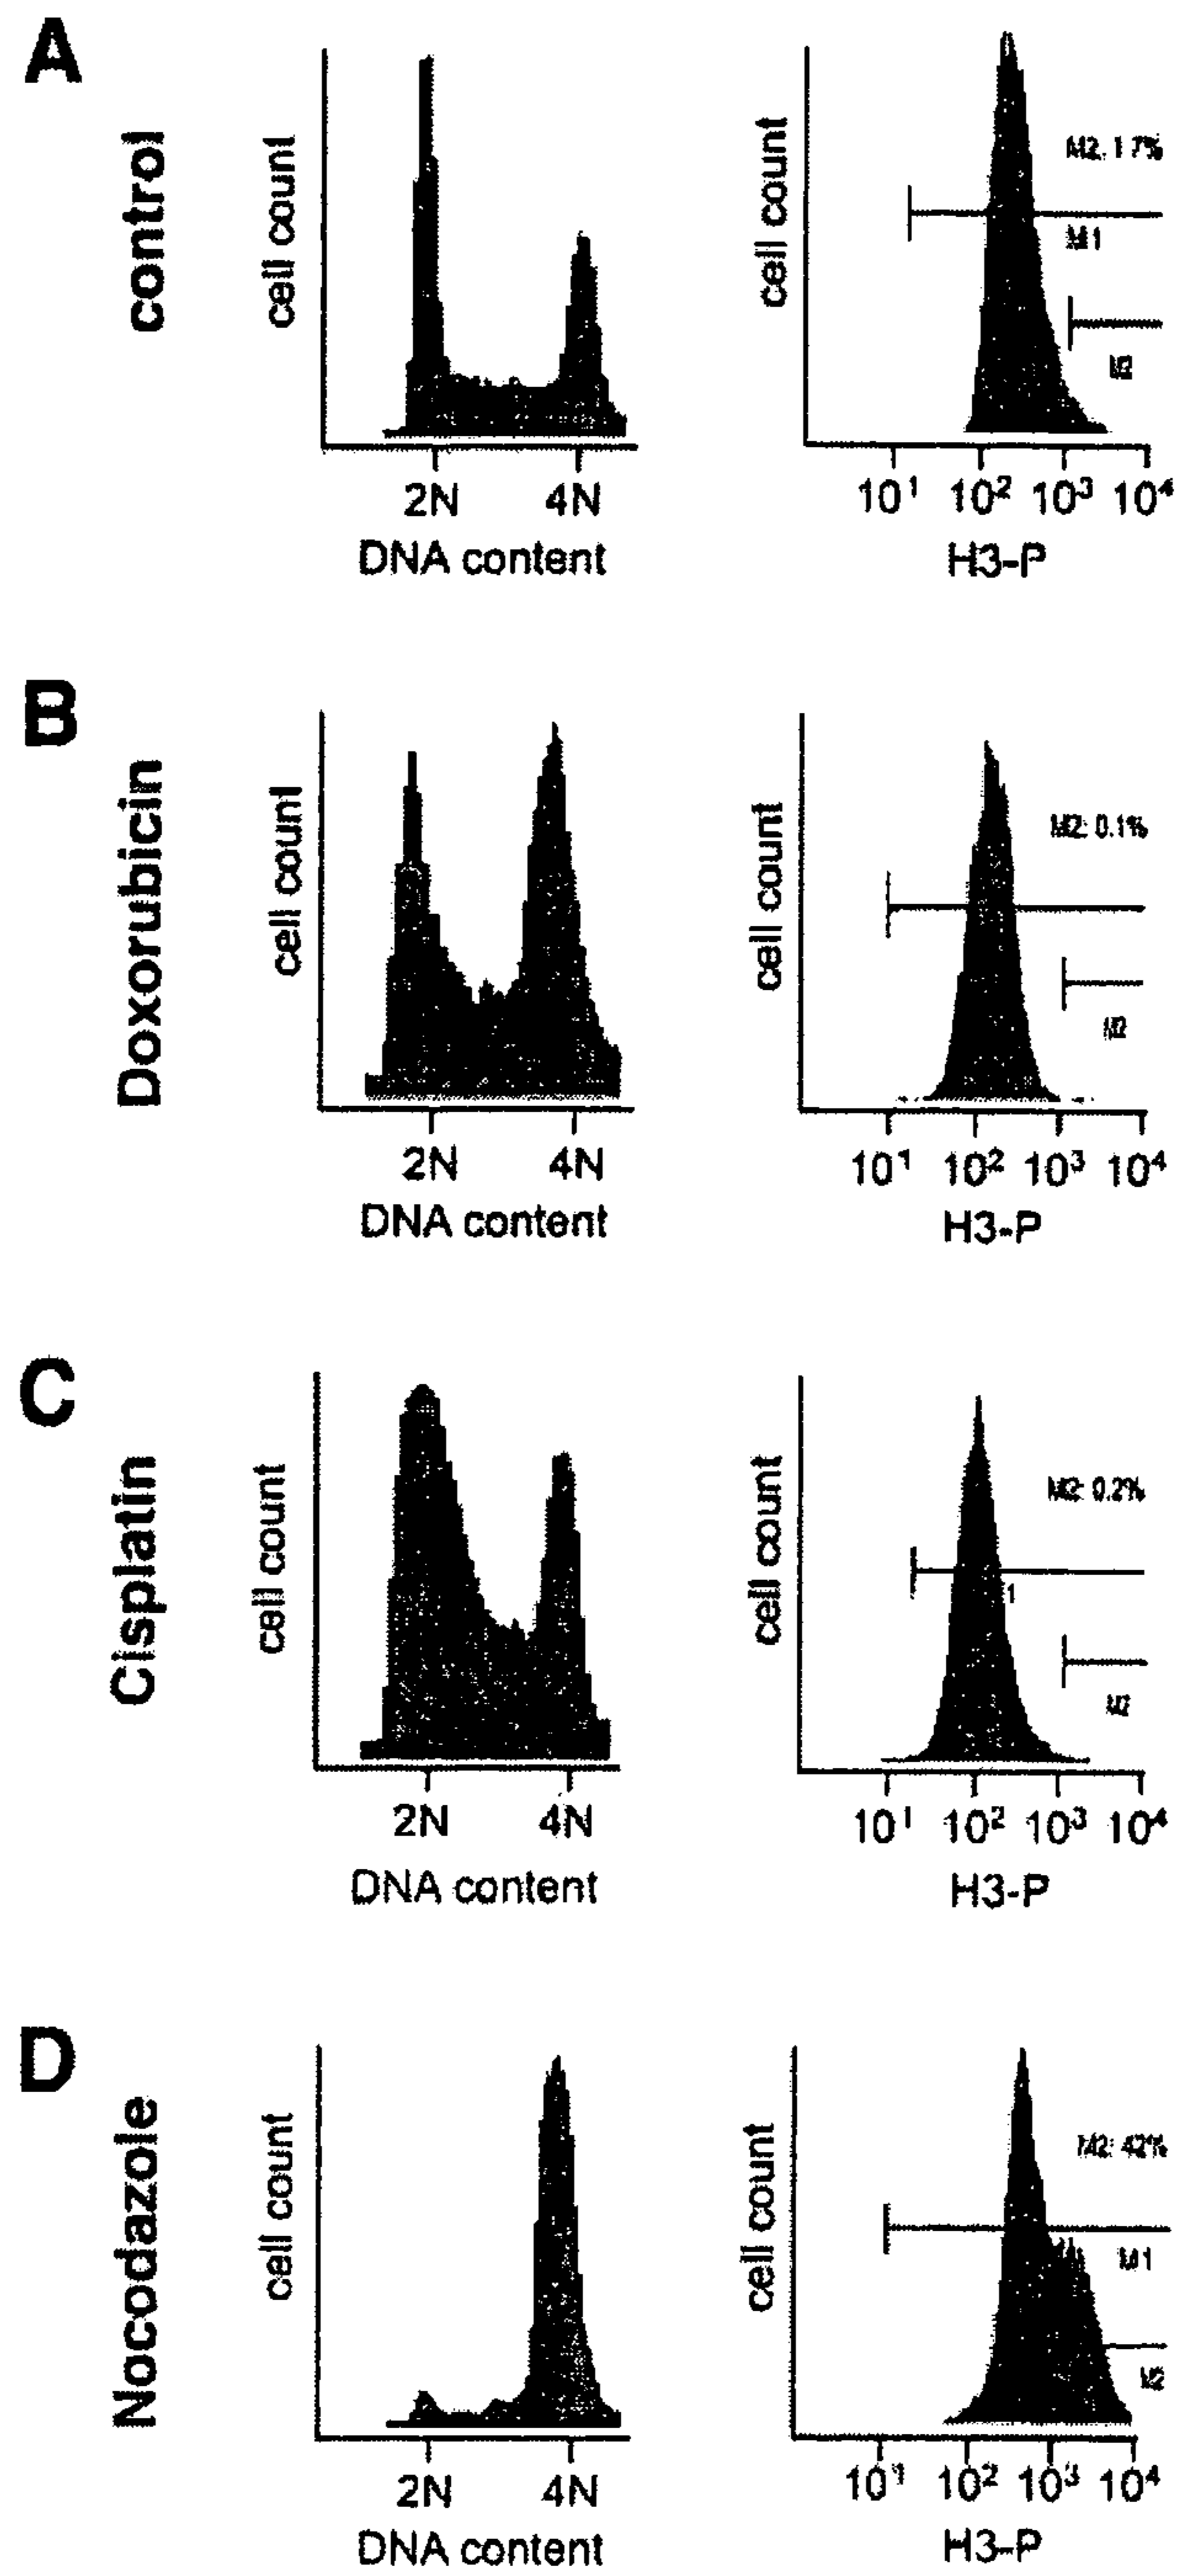 A
control
cell count
2N 4N
DNA content
cell count
M2: 1.7%
M1
M2
10¹ 10² 10³ 10⁴
H3-P
B
Doxorubicin
cell count
2N 4N
DNA content
cell count
M2: 0.1%
M2
10¹ 10² 10³ 10⁴
H3-P
C
Cisplatin
cell count
2N 4N
DNA content
cell count
M2: 0.2%
1
M2
10¹ 10² 10³ 10⁴
H3-P
D
Nocodazole
cell count
2N 4N
DNA content
cell count
M2: 42%
M1
M2
10¹ 10² 10³ 10⁴
H3-P